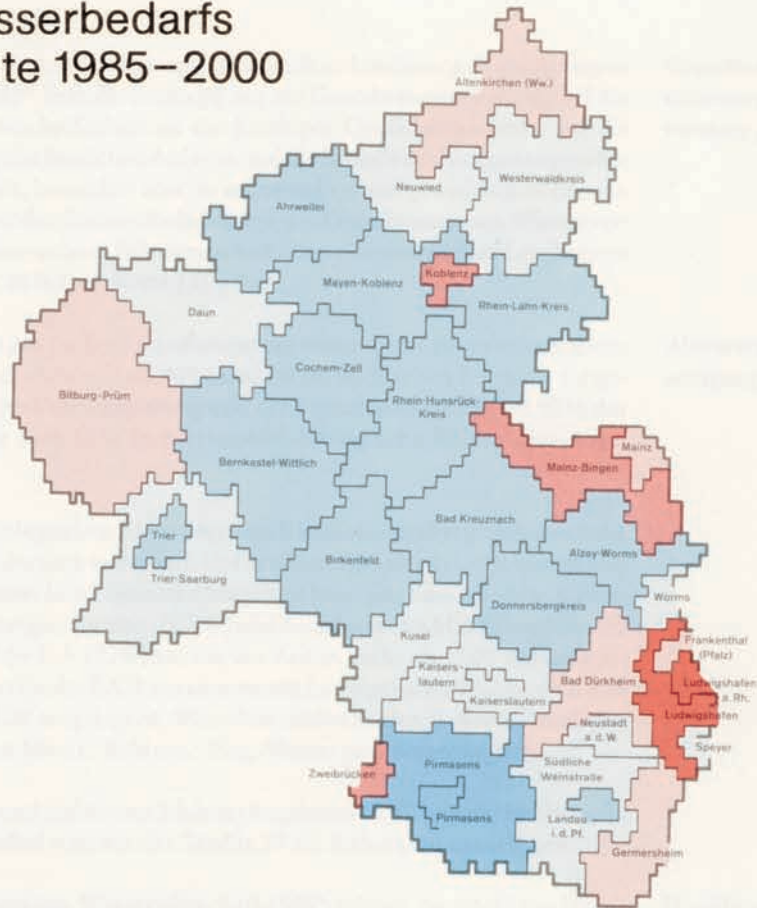 sserbedarfs
te 1985–2000
Altenkirchen (Ww.)
Neuwied
Westerwaldkreis
Ahrweiler
Koblenz
Mayen-Koblenz
Rhein-Lahn-Kreis
Daun
Cochem-Zell
Bitburg-Prüm
Rhein-Hunsrück-
Kreis
Mainz
Bernkastel-Wittlich
Mainz-Bingen
Bad Kreuznach
Trier
Alzey-Worms
Birkenfeld
Trier-Saarburg
Worms
Donnersbergkreis
Kusel
Frankenthal
(Pfalz)
Kaisers-
lautern
Bad Dürkheim
Ludwigshafen
a. Rh.
Kaiserslautern
Ludwigshafen
Neustadt
a. d. W.
Speyer
Pirmasens
Südliche
Weinstraße
Zweibrücken
Pirmasens
Landau
i. d. Pf.
Germersheim